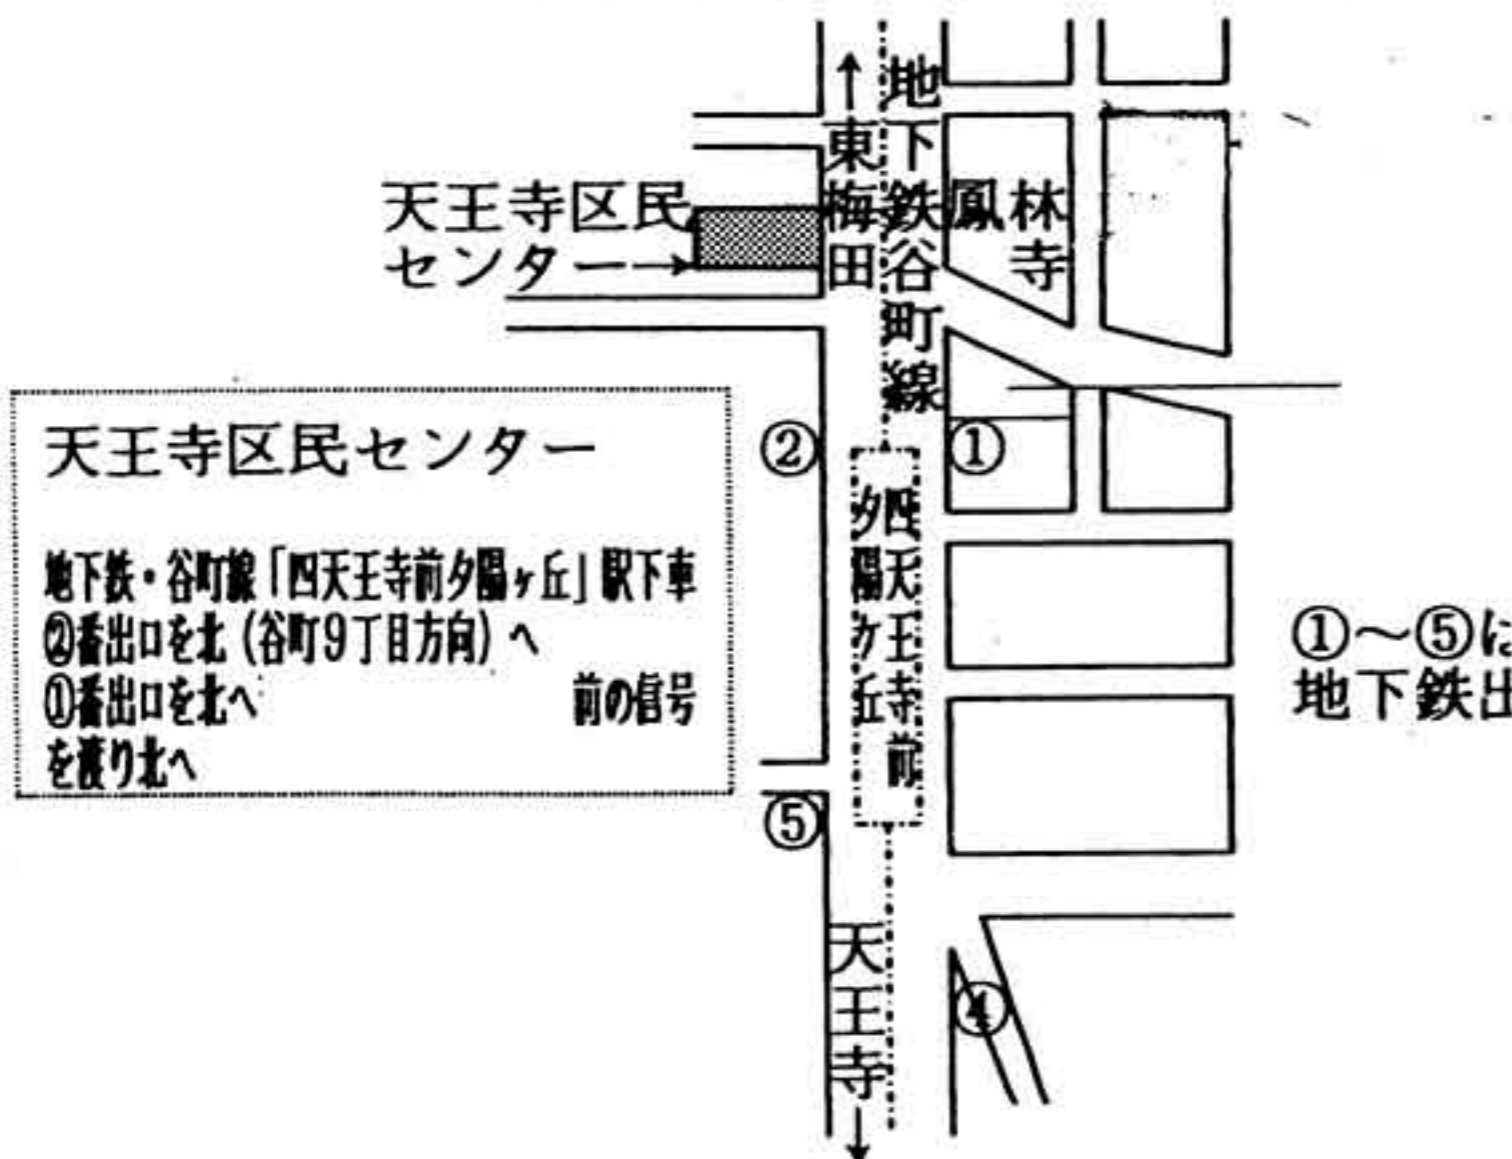 ↑東梅田
地下鉄谷町線
鳳林寺
天王寺区民
センター→
②
①
天王寺区民センター
地下鉄・谷町線「四天王寺前夕陽ヶ丘」駅下車
②番出口を北(谷町9丁目方向)へ
①番出口を北へ 前の信号
を渡り北へ
四天王寺前
夕陽ケ丘
①～⑤は
地下鉄出
⑤
④
天王寺↓